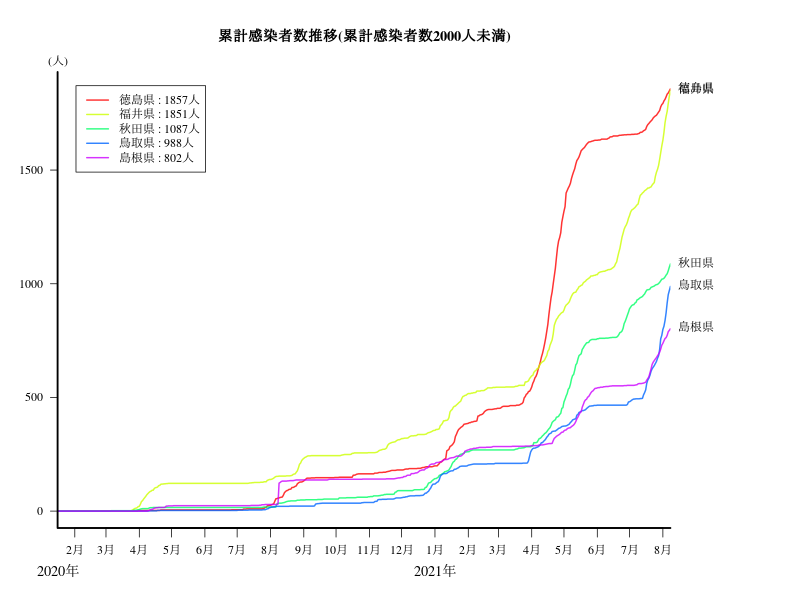 累計感染者数推移(累計感染者数2000人未満)
(人)
徳島県 : 1857人
福井県 : 1851人
秋田県 : 1087人
鳥取県 : 988人
島根県 : 802人
1500
1000
500
0
秋田県
鳥取県
島根県
2月 3月 4月 5月 6月 7月 8月 9月 10月 11月 12月 1月 2月 3月 4月 5月 6月 7月 8月
2020年 2021年